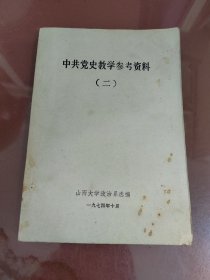 中共党史教学参考资料
（二）
山西大学政治系选编
一九七四年十月